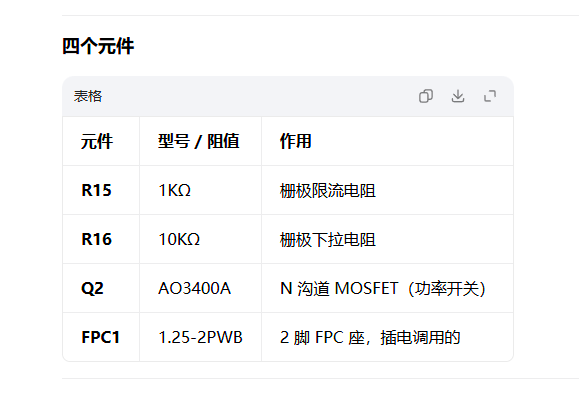 四个元件
表格
元件 型号 / 阻值 作用
R15 1KΩ 栅极限流电阻
R16 10KΩ 栅极下拉电阻
Q2 AO3400A N 沟道 MOSFET（功率开关）
FPC1 1.25-2PWB 2 脚 FPC 座，插电调用的